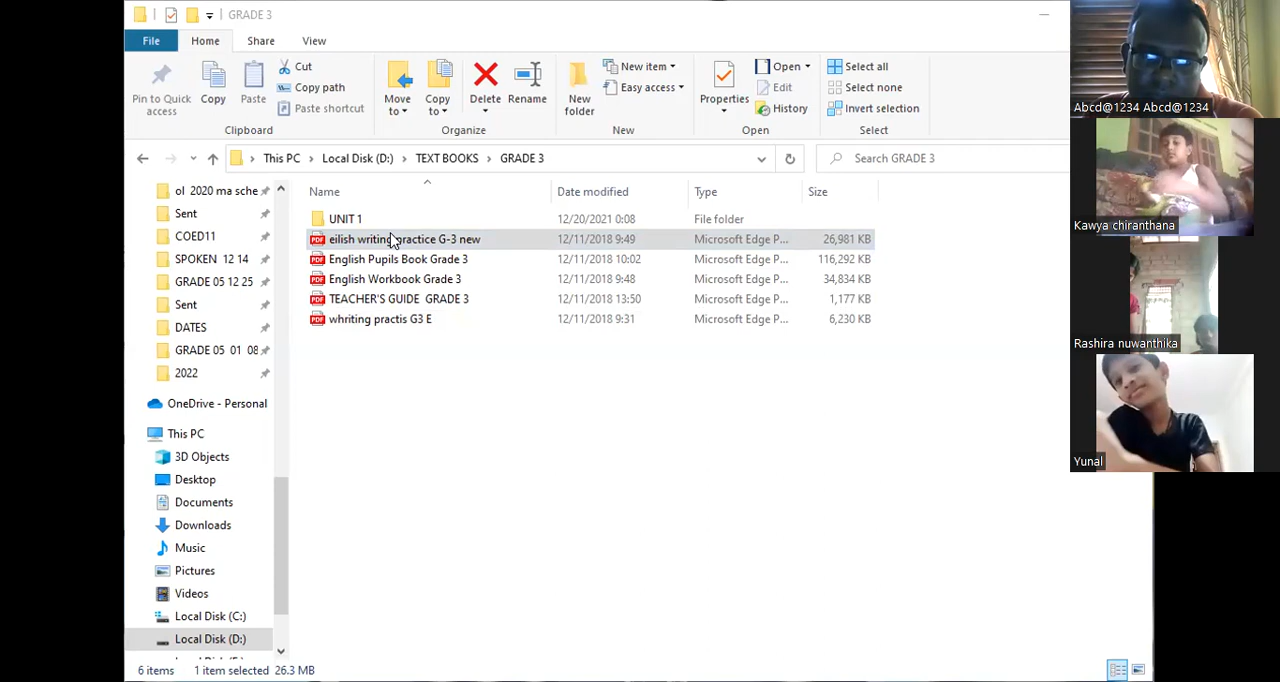 GRADE 3
File Home Share View
Pin to Quick access
Copy
Paste
Cut
Copy path
Paste shortcut
Clipboard
Move to
Copy to
Delete
Rename
Organize
New folder
New item
Easy access
New
Properties
Open
Edit
History
Open
Select all
Select none
Invert selection
Select
This PC Local Disk (D:) TEXT BOOKS GRADE 3
Search GRADE 3
ol 2020 ma sche
Sent
COED11
SPOKEN 12 14
GRADE 05 12 25
Sent
DATES
GRADE 05 01 08
2022
OneDrive - Personal
This PC
3D Objects
Desktop
Documents
Downloads
Music
Pictures
Videos
Local Disk (C:)
Local Disk (D:)
Name Date modified Type Size
UNIT 1 12/20/2021 0:08 File folder
eilish writing practice G-3 new 12/11/2018 9:49 Microsoft Edge P... 26,981 KB
English Pupils Book Grade 3 12/11/2018 10:02 Microsoft Edge P... 116,292 KB
English Workbook Grade 3 12/11/2018 9:48 Microsoft Edge P... 34,834 KB
TEACHER'S GUIDE GRADE 3 12/11/2018 13:50 Microsoft Edge P... 1,177 KB
whriting practis G3 E 12/11/2018 9:31 Microsoft Edge P... 6,230 KB
6 items 1 item selected 26.3 MB
Abcd@1234 Abcd@1234
Kawya chiranthana
Rashira nuwanthika
Yunal